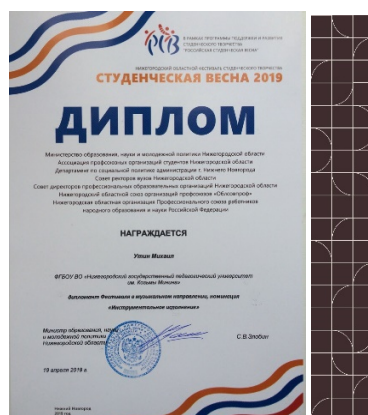 РСВ
В РАМКАХ ПРОГРАММЫ ПОДДЕРЖКИ И РАЗВИТИЯ
СТУДЕНЧЕСКОГО ТВОРЧЕСТВА
"РОССИЙСКАЯ СТУДЕНЧЕСКАЯ ВЕСНА"
НИЖЕГОРОДСКИЙ ОБЛАСТНОЙ ФЕСТИВАЛЬ СТУДЕНЧЕСКОГО ТВОРЧЕСТВА
СТУДЕНЧЕСКАЯ ВЕСНА 2019
ДИПЛОМ
Министерство образования, науки и молодежной политики Нижегородской области
Ассоциация профсоюзных организаций студентов Нижегородской области
Департамент по социальной политике администрации г. Нижнего Новгорода
Совет ректоров вузов Нижегородской области
Совет директоров профессиональных образовательных организаций Нижегородской области
Нижегородский областной союз организаций профсоюзов «Облсовпроф»
Нижегородская областная организация Профессионального союза работников
народного образования и науки Российской Федерации
НАГРАЖДАЕТСЯ
Михаил
ФГБОУ ВО «Нижегородский государственный педагогический университет
им. Козьмы Минина»
дипломант Фестиваля в музыкальном направлении, номинация
«Инструментальное исполнение»
Министр образования, науки
и молодежной политики
Нижегородской области
С.В.Злобин
19 апреля 2019 г.
Нижний Новгород
2019 год